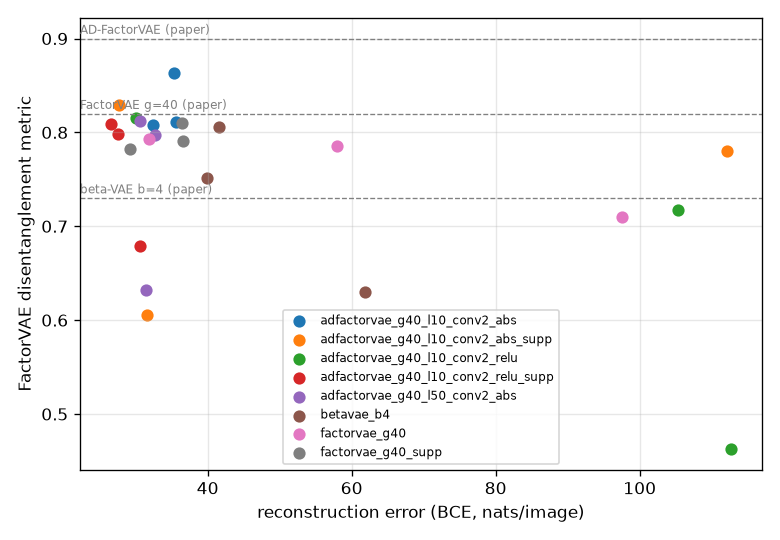 AD-FactorVAE (paper)
FactorVAE g=40 (paper)
beta-VAE b=4 (paper)
0.9
0.8
0.7
0.6
0.5
FactorVAE disentanglement metric
adfactorvae_g40_l10_conv2_abs
adfactorvae_g40_l10_conv2_abs_supp
adfactorvae_g40_l10_conv2_relu
adfactorvae_g40_l10_conv2_relu_supp
adfactorvae_g40_l50_conv2_abs
betavae_b4
factorvae_g40
factorvae_g40_supp
40
60
80
100
reconstruction error (BCE, nats/image)